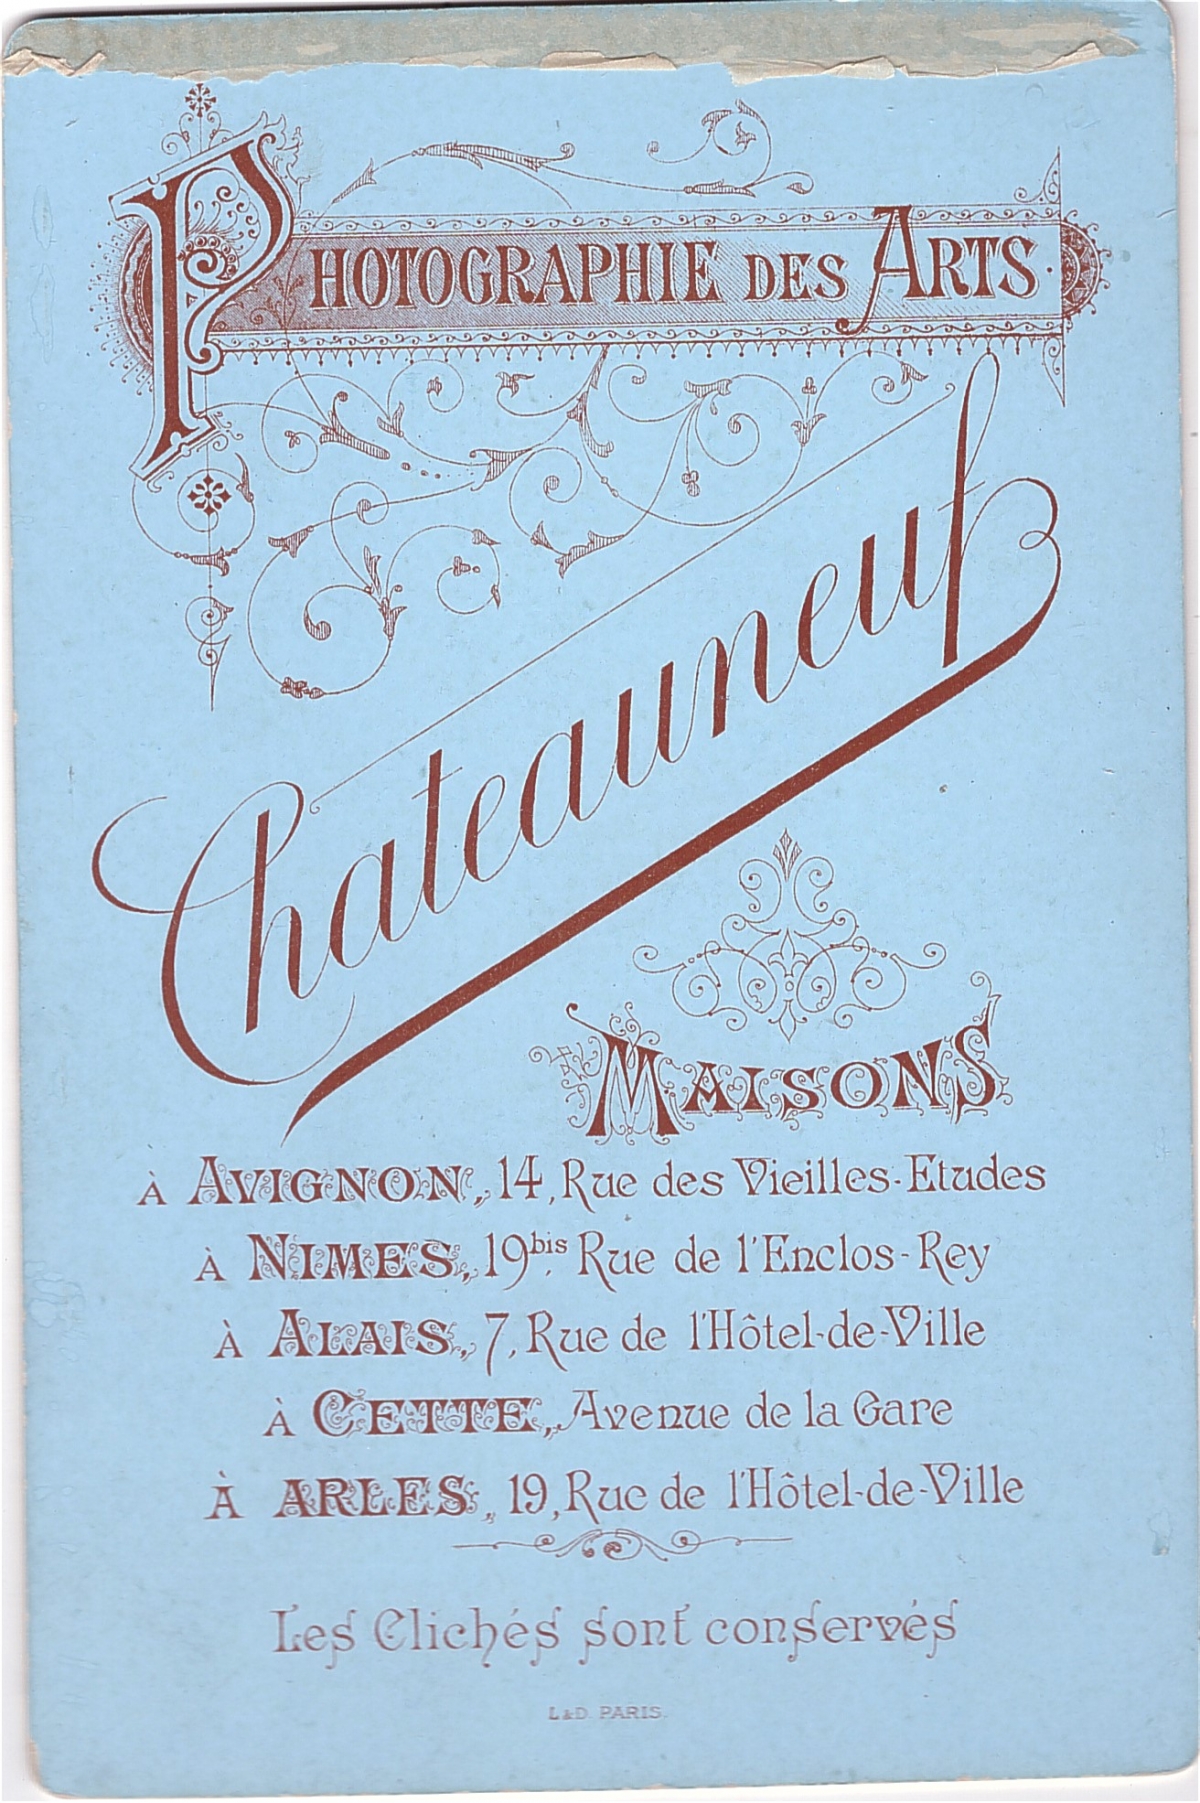 PHOTOGRAPHIE DES ARTS.
Chateauneuf
MAISONS
À AVIGNON, 14, Rue des Vieilles-Etudes
À NIMES, 19bis, Rue de l'Enclos-Rey
À ALAIS, 7, Rue de l'Hôtel-de-Ville
À CETTE, Avenue de la Gare
À ARLES, 19, Rue de l'Hôtel-de-Ville
Les Clichés sont conservés
L&D. PARIS.